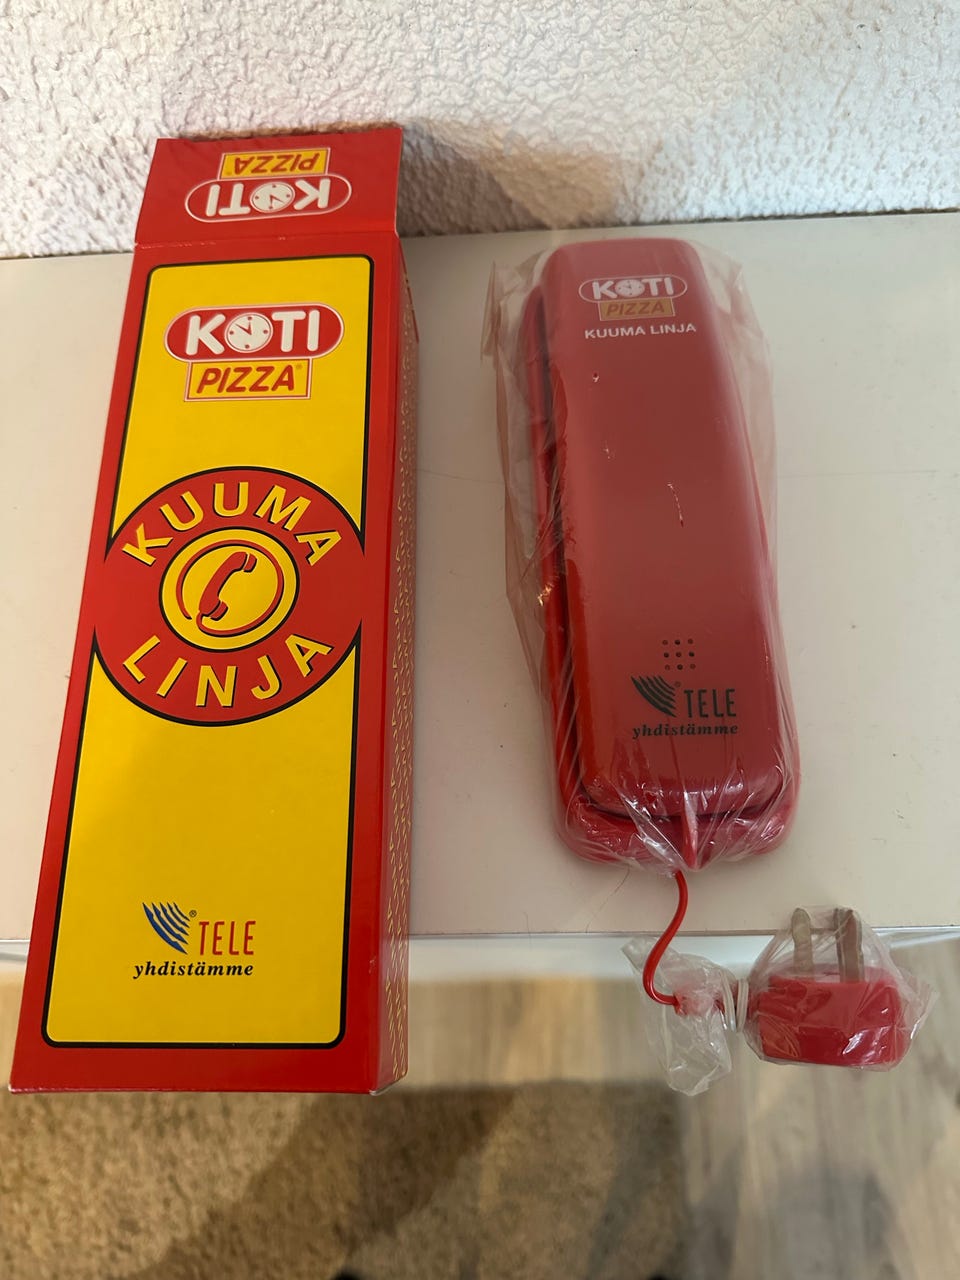 KOTI
PIZZA®
KOTI
PIZZA®
KUUMA
LINJA
® TELE
yhdistämme
KOTI
PIZZA
KUUMA LINJA
® TELE
yhdistämme